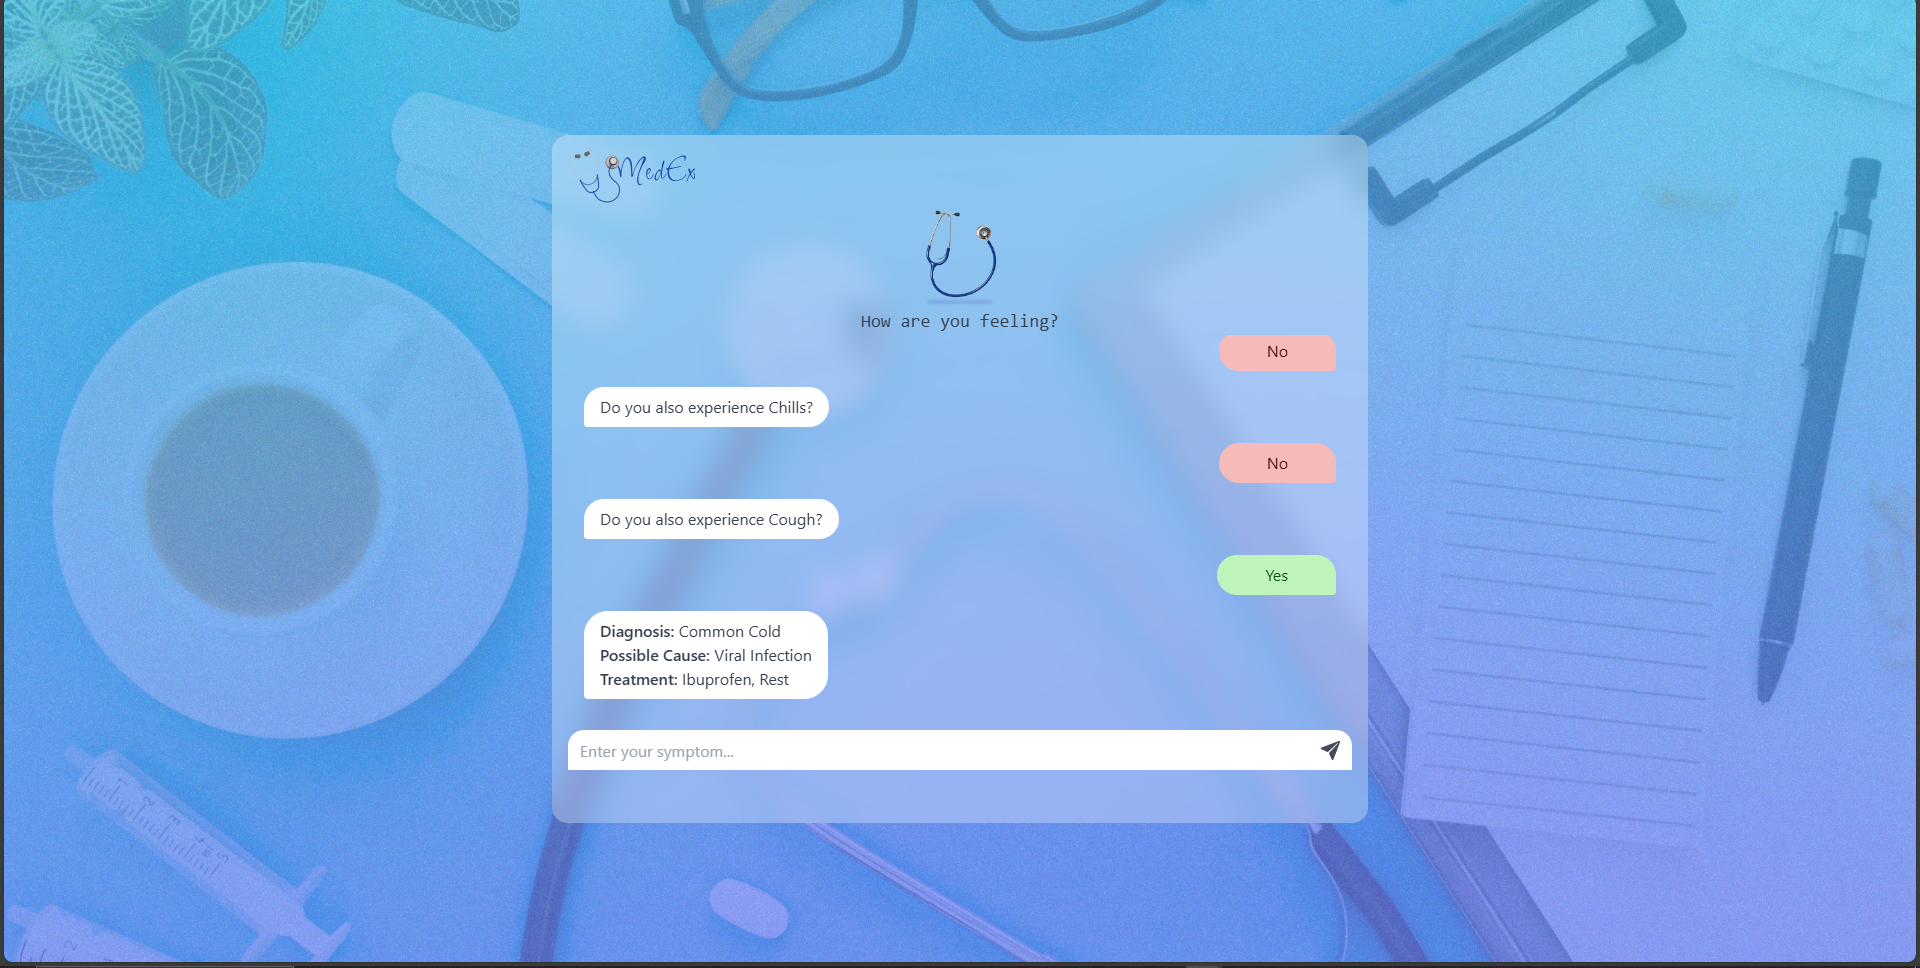 MedEx
How are you feeling?
No
Do you also experience Chills?
No
Do you also experience Cough?
Yes
Diagnosis: Common Cold
Possible Cause: Viral Infection
Treatment: Ibuprofen, Rest
Enter your symptom...